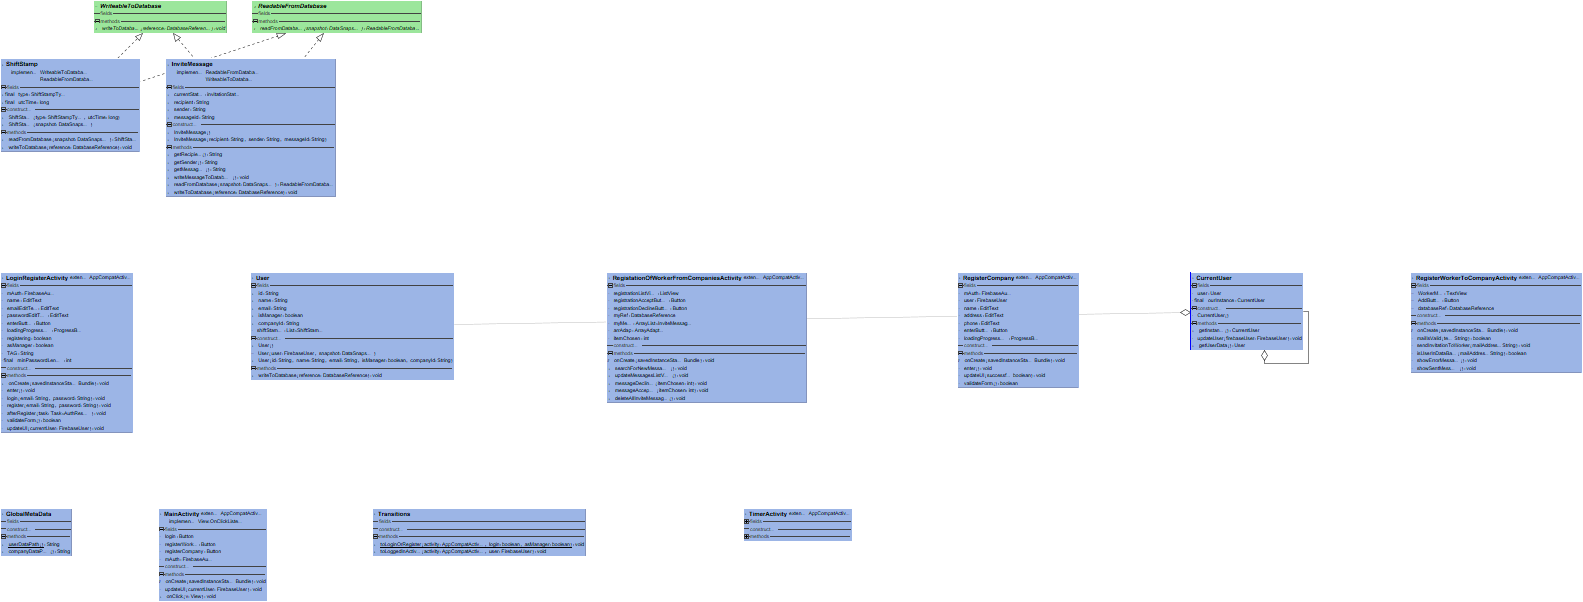 WriteableToDatabase
fields
methods
writeToDataba.. (reference: DatabaseReferen.. ): void
ReadableFromDatabase
fields
methods
readFromDataba.. (snapshot: DataSnaps.. ): ReadableFromDataba..
ShiftStamp
implemen.. WriteableToDataba..
ReadableFromDataba..
fields
final type: ShiftStampTy..
final utcTime: long
construct..
ShiftSta.. (type: ShiftStampTy.. , utcTime: long)
ShiftSta.. (snapshot: DataSnaps.. )
methods
readFromDatabase(snapshot: DataSnaps.. ): ShiftSta..
writeToDatabase(reference: DatabaseReference): void
InviteMessage
implemen.. ReadableFromDataba..
WriteableToDataba..
fields
currentStat.. : InvitationStat..
recipient: String
sender: String
messageId: String
construct..
InviteMessage()
InviteMessage(recipient: String, sender: String, messageId: String)
methods
getRecipie.. (): String
getSender(): String
getMessag.. (): String
writeMessageToDatab.. (): void
readFromDatabase(snapshot: DataSnaps.. ): ReadableFromDataba..
writeToDatabase(reference: DatabaseReference): void
LoginRegisterActivity exten.. AppCompatActiv..
fields
mAuth: FirebaseAu..
name: EditText
emailEditTe.. : EditText
passwordEditT.. : EditText
enterButt.. : Button
loadingProgress.. : ProgressB..
registering: boolean
asManager: boolean
TAG: String
final minPasswordLen.. : int
construct..
methods
onCreate(savedInstanceSta.. Bundle): void
enter(): void
login(email: String, password: String): void
register(email: String, password: String): void
afterRegister(task: Task<AuthRes.. ): void
validateForm(): boolean
updateUI(currentUser: FirebaseUser): void
User
fields
id: String
name: String
email: String
isManager: boolean
companyId: String
shiftStam.. : List<ShiftStam..
construct..
User()
User(user: FirebaseUser, snapshot: DataSnaps.. )
User(id: String, name: String, email: String, isManager: boolean, companyId: String)
methods
writeToDatabase(reference: DatabaseReference): void
RegistationOfWorkerFromCompaniesActivity exten.. AppCompatActiv..
fields
registrationListVi.. : ListView
registrationAcceptBut.. : Button
registrationDeclineButt.. : Button
myRef: DatabaseReference
myMe.. : ArrayList<InviteMessag..
arrAdap.. : ArrayAdapt..
itemChosen: int
construct..
methods
onCreate(savedInstanceSta.. Bundle): void
searchForNewMessa.. (): void
updateMessagesListV.. (): void
messageDeclin.. (itemChosen: int): void
messageAccep.. (itemChosen: int): void
deleteAllInviteMessag.. (): void
RegisterCompany exten.. AppCompatActiv..
fields
mAuth: FirebaseAu..
user: FirebaseUser
name: EditText
address: EditText
phone: EditText
enterButt.. : Button
loadingProgress.. : ProgressB..
construct..
methods
onCreate(savedInstanceSta.. Bundle): void
enter(): void
updateUI(successf.. boolean): void
validateForm(): boolean
CurrentUser
fields
user: User
final ourInstance: CurrentUser
construct..
CurrentUser()
methods
getInstan.. (): CurrentUser
updateUser(firebaseUser: FirebaseUser): void
getUserData(): User
RegisterWorkerToCompanyActivity exten.. AppCompatActiv..
fields
WorkerM.. : TextView
AddButt.. : Button
databaseRef: DatabaseReference
construct..
methods
onCreate(savedInstanceSta.. Bundle): void
mailIsValid(te.. String): boolean
sendInvitationToWorker(mailAddres.. String): void
isUserInDataBa.. (mailAddress.. String): boolean
showErrorMessa.. (): void
showSentMess.. (): void
GlobalMetaData
fields
construct..
methods
userDataPath(): String
companyDataP.. (): String
MainActivity exten.. AppCompatActiv..
implemen.. View.OnClickListe..
fields
login: Button
registerWork.. : Button
registerCompany: Button
mAuth: FirebaseAu..
construct..
methods
onCreate(savedInstanceSta.. Bundle): void
updateUI(currentUser: FirebaseUser): void
onClick(v: View): void
Transitions
fields
construct..
methods
toLoginOrRegister(activity: AppCompatActiv.. , login: boolean, asManager: boolean): void
toLoggedInActiv.. (activity: AppCompatActiv.. , user: FirebaseUser): void
TimerActivity exten.. AppCompatActiv..
fields
construct..
methods